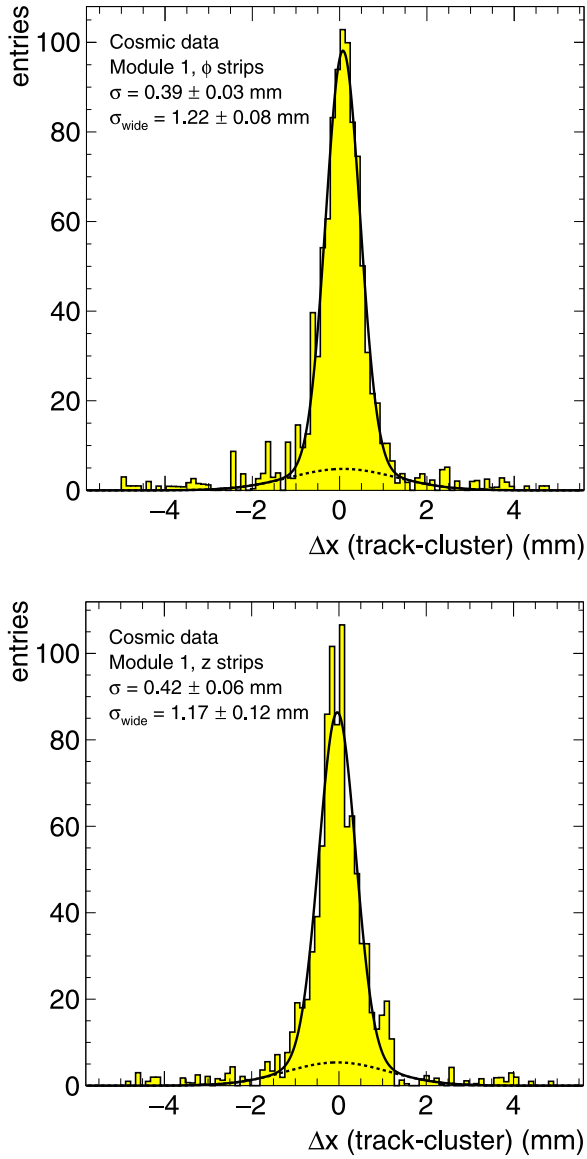 entries
100
80
60
40
20
0
Cosmic data
Module 1, ϕ strips
σ = 0.39 ± 0.03 mm
σwide = 1.22 ± 0.08 mm
−4 −2 0 2 4
Δx (track-cluster) (mm)
entries
100
80
60
40
20
0
Cosmic data
Module 1, z strips
σ = 0.42 ± 0.06 mm
σwide = 1.17 ± 0.12 mm
−4 −2 0 2 4
Δx (track-cluster) (mm)